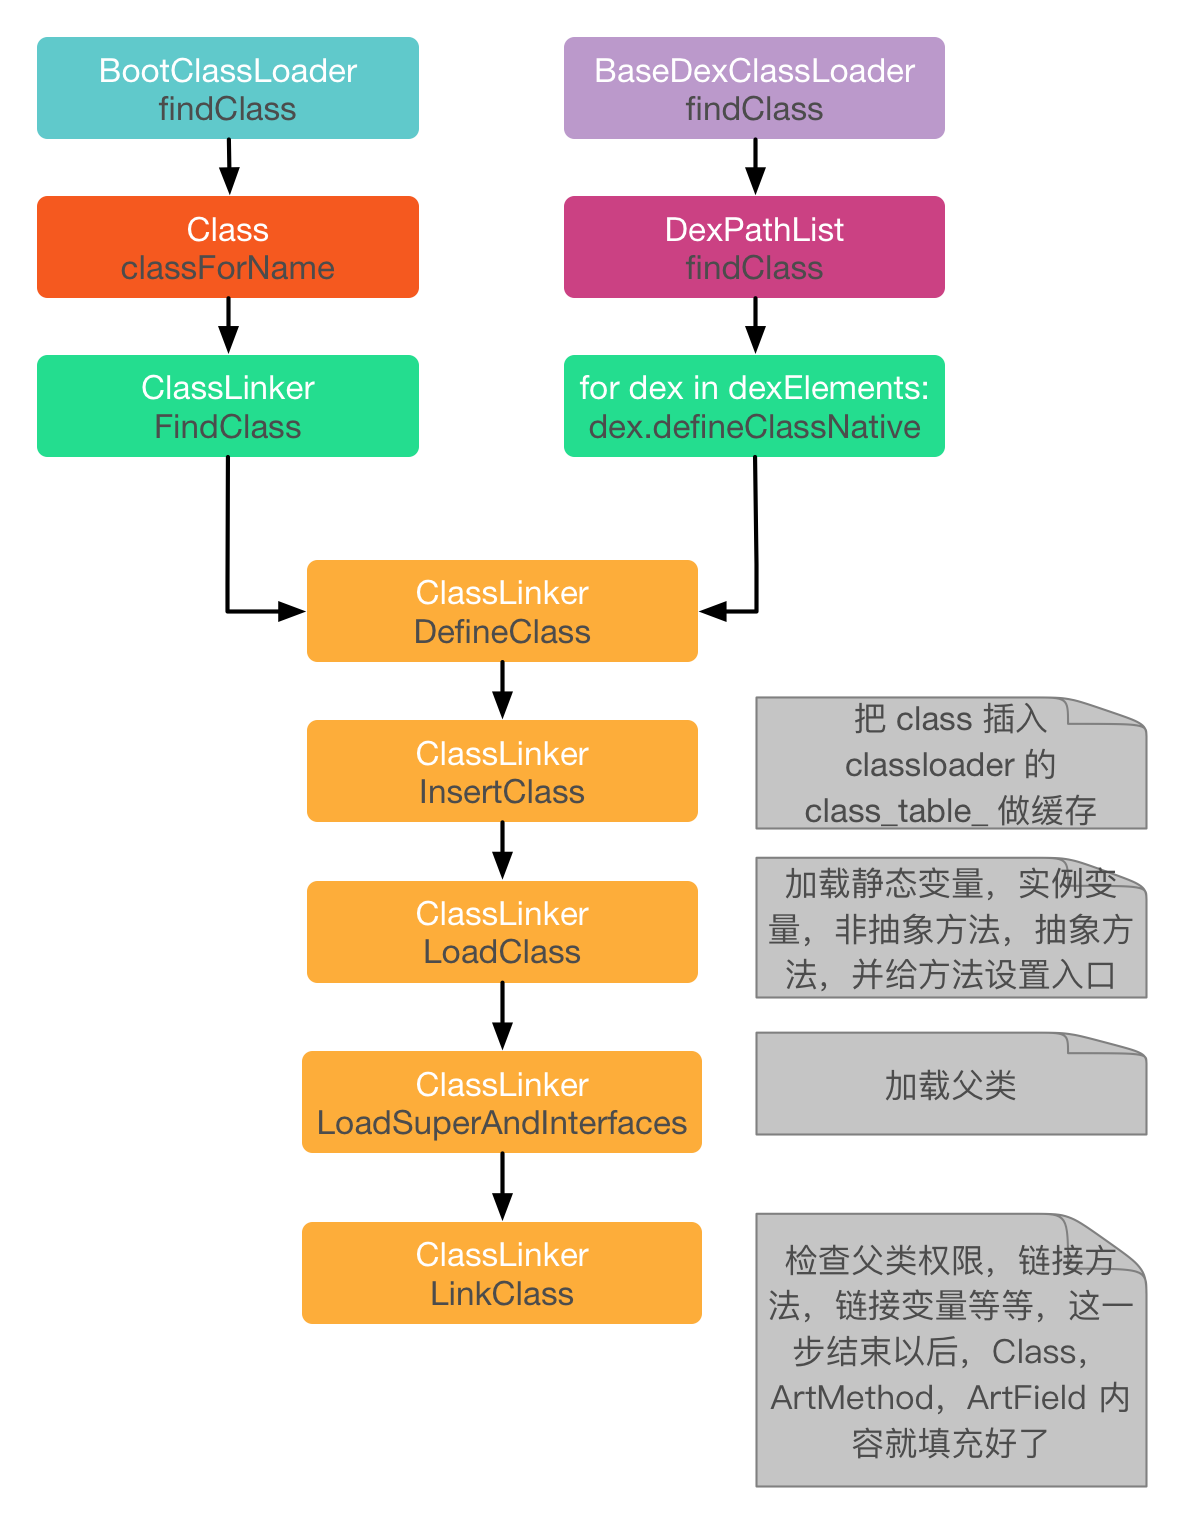 BootClassLoader
findClass
BaseDexClassLoader
findClass
Class
classForName
DexPathList
findClass
ClassLinker
FindClass
for dex in dexElements:
dex.defineClassNative
ClassLinker
DefineClass
ClassLinker
InsertClass
把 class 插入
classloader 的
class_table_ 做缓存
ClassLinker
LoadClass
加载静态变量，实例变
量，非抽象方法，抽象方
法，并给方法设置入口
ClassLinker
LoadSuperAndInterfaces
加载父类
ClassLinker
LinkClass
检查父类权限，链接方
法，链接变量等等，这一
步结束以后，Class，
ArtMethod，ArtField 内
容就填充好了